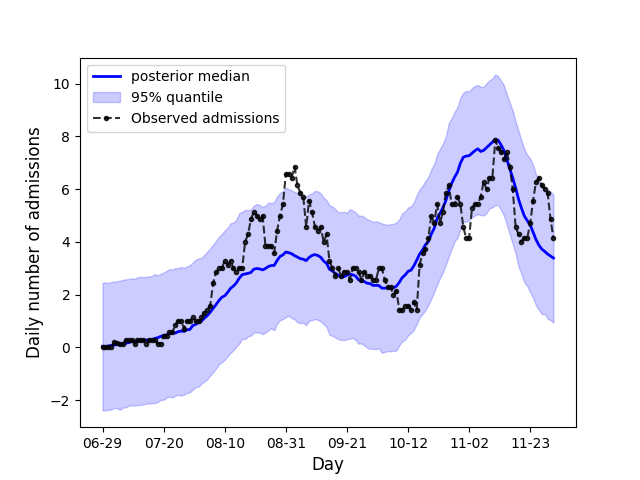 posterior median
95% quantile
Observed admissions
Daily number of admissions
10
8
6
4
2
0
−2
06-29 07-20 08-10 08-31 09-21 10-12 11-02 11-23
Day